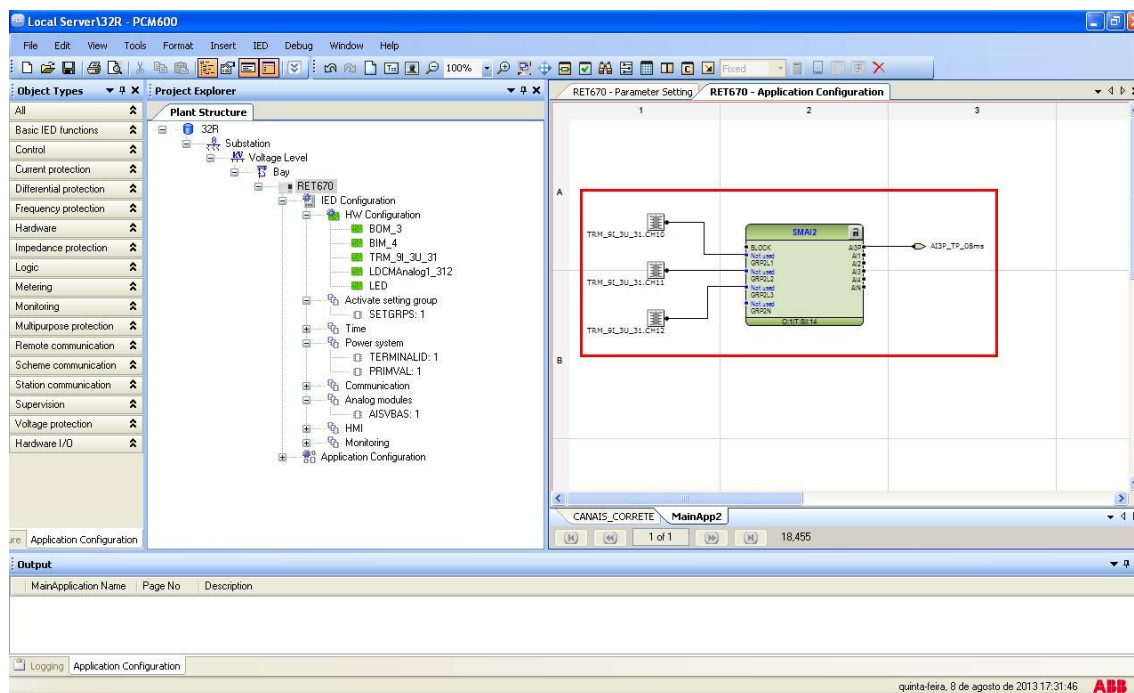 Local Server\32R - PCM600
File Edit View Tools Format Insert IED Debug Window Help
100%
Fixed
Object Types
All
Basic IED functions
Control
Current protection
Differential protection
Frequency protection
Hardware
Impedance protection
Logic
Metering
Monitoring
Multipurpose protection
Remote communication
Scheme communication
Station communication
Supervision
Voltage protection
Hardware I/O
Application Configuration
Project Explorer
Plant Structure
32R
Substation
Voltage Level
Bay
RET670
IED Configuration
HW Configuration
BOM_3
BIM_4
TRM_9I_3U_31
LDCMAnalog1_312
LED
Activate setting group
SETGRPS: 1
Time
Power system
TERMINALID: 1
PRIMVAL: 1
Communication
Analog modules
AISVBAS: 1
HMI
Monitoring
Application Configuration
RET670 - Parameter Setting RET670 - Application Configuration
1 2 3
A
B
TRM_9I_3U_31.CH10
TRM_9I_3U_31.CH11
TRM_9I_3U_31.CH12
SMAI2
BLOCK
Not used
GRP2L1
Not used
GRP2L2
Not used
GRP2L3
Not used
GRP2N
AI3P
AI1
AI2
AI3
AI4
AIN
AI3P_TP_08ms
CANAIS_CORRETE MainApp2
1 of 1 18,455
Output
MainApplication Name Page No Description
Logging Application Configuration
quinta-feira, 8 de agosto de 2013 17:31:46 ABB